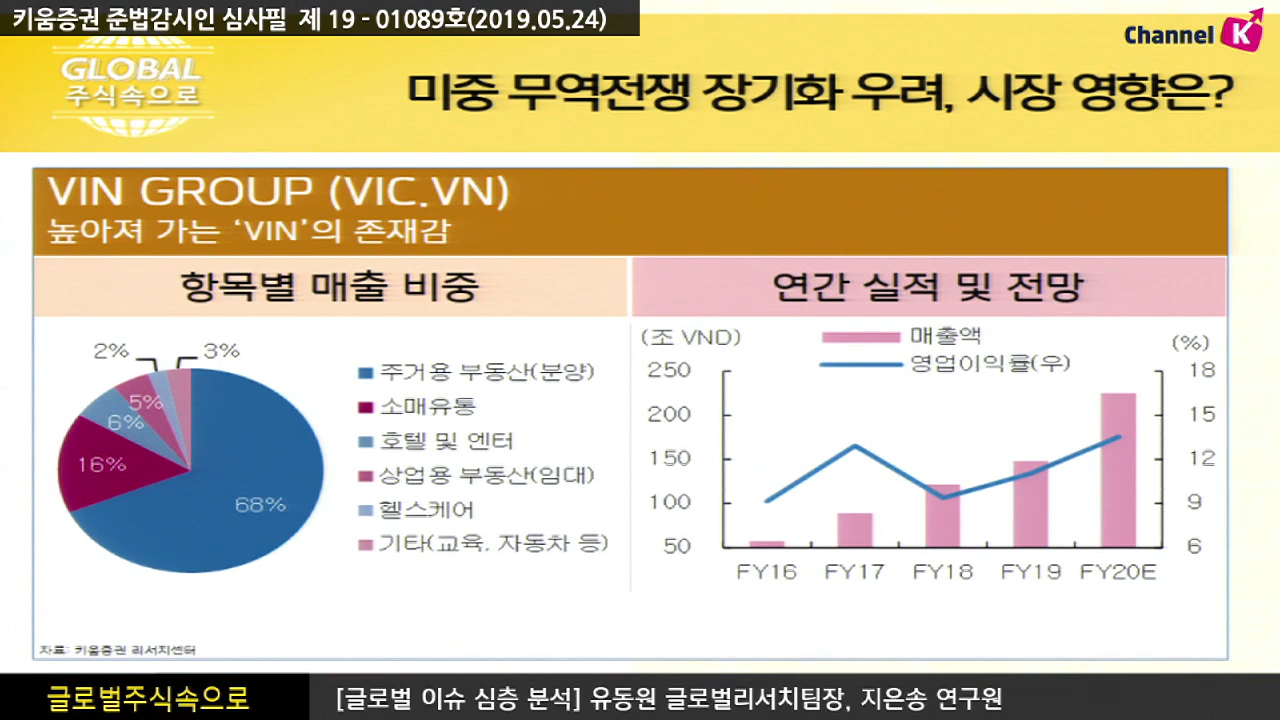 키움증권 준법감시인 심사필 제 19 - 01089호(2019.05.24)
Channel K
GLOBAL
주식속으로
미중 무역전쟁 장기화 우려, 시장 영향은?
VIN GROUP (VIC.VN)
높아져 가는 ‘VIN’의 존재감
항목별 매출 비중
2%
3%
5%
6%
16%
68%
주거용 부동산(분양)
소매유통
호텔 및 엔터
상업용 부동산(임대)
헬스케어
기타(교육, 자동차 등)
연간 실적 및 전망
(조 VND)
매출액
영업이익률(우)
(%)
250
200
150
100
50
18
15
12
9
6
FY16 FY17 FY18 FY19 FY20E
자료: 키움증권 리서치센터
글로벌주식속으로
[글로벌 이슈 심층 분석] 유동원 글로벌리서치팀장, 지은송 연구원